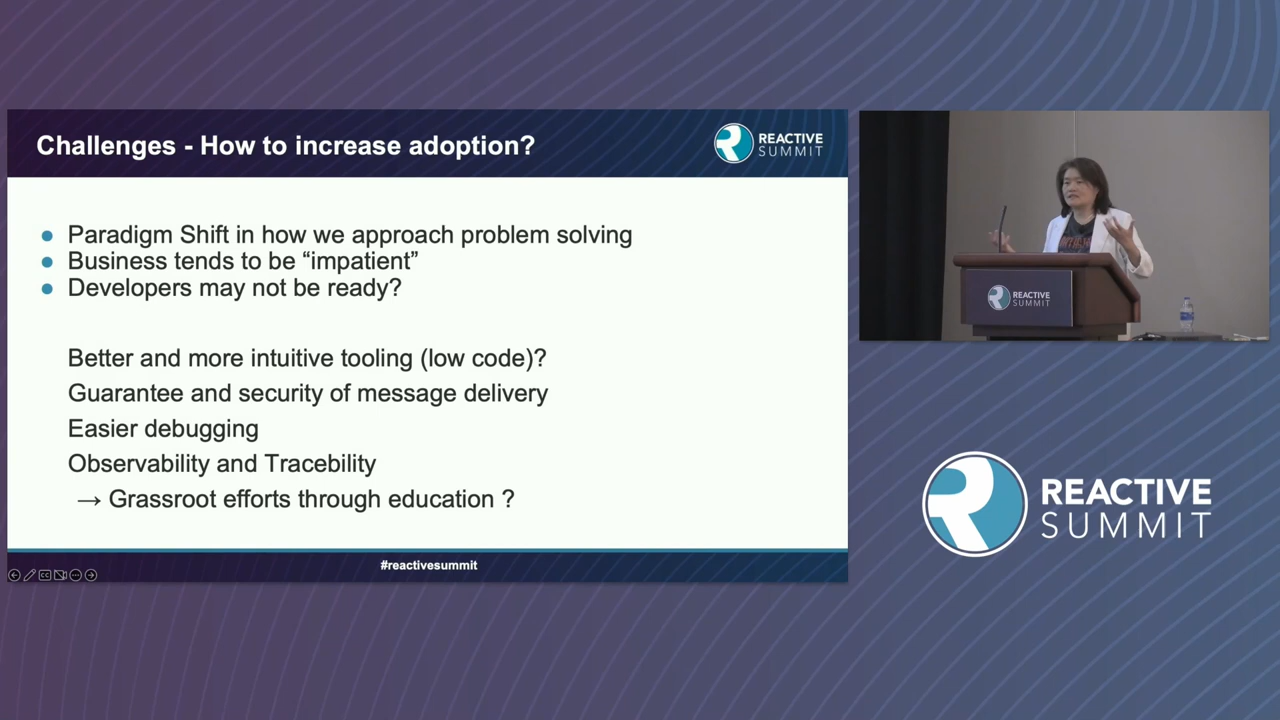 Challenges - How to increase adoption?
REACTIVE
SUMMIT
Paradigm Shift in how we approach problem solving
Business tends to be “impatient”
Developers may not be ready?
Better and more intuitive tooling (low code)?
Guarantee and security of message delivery
Easier debugging
Observability and Tracebility
→ Grassroot efforts through education ?
#reactivesummit
REACTIVE
SUMMIT
REACTIVE
SUMMIT